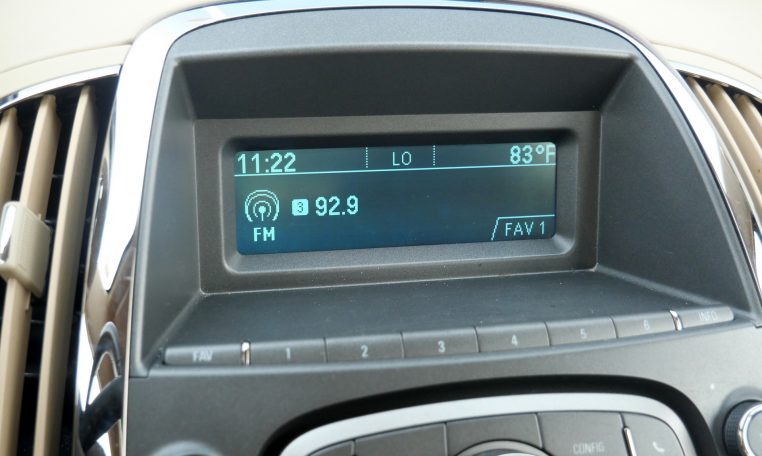 11:22 LO 83°F
3 92.9
FM FAV 1
FAV 1 2 3 4 5 6 INFO
CONFIG